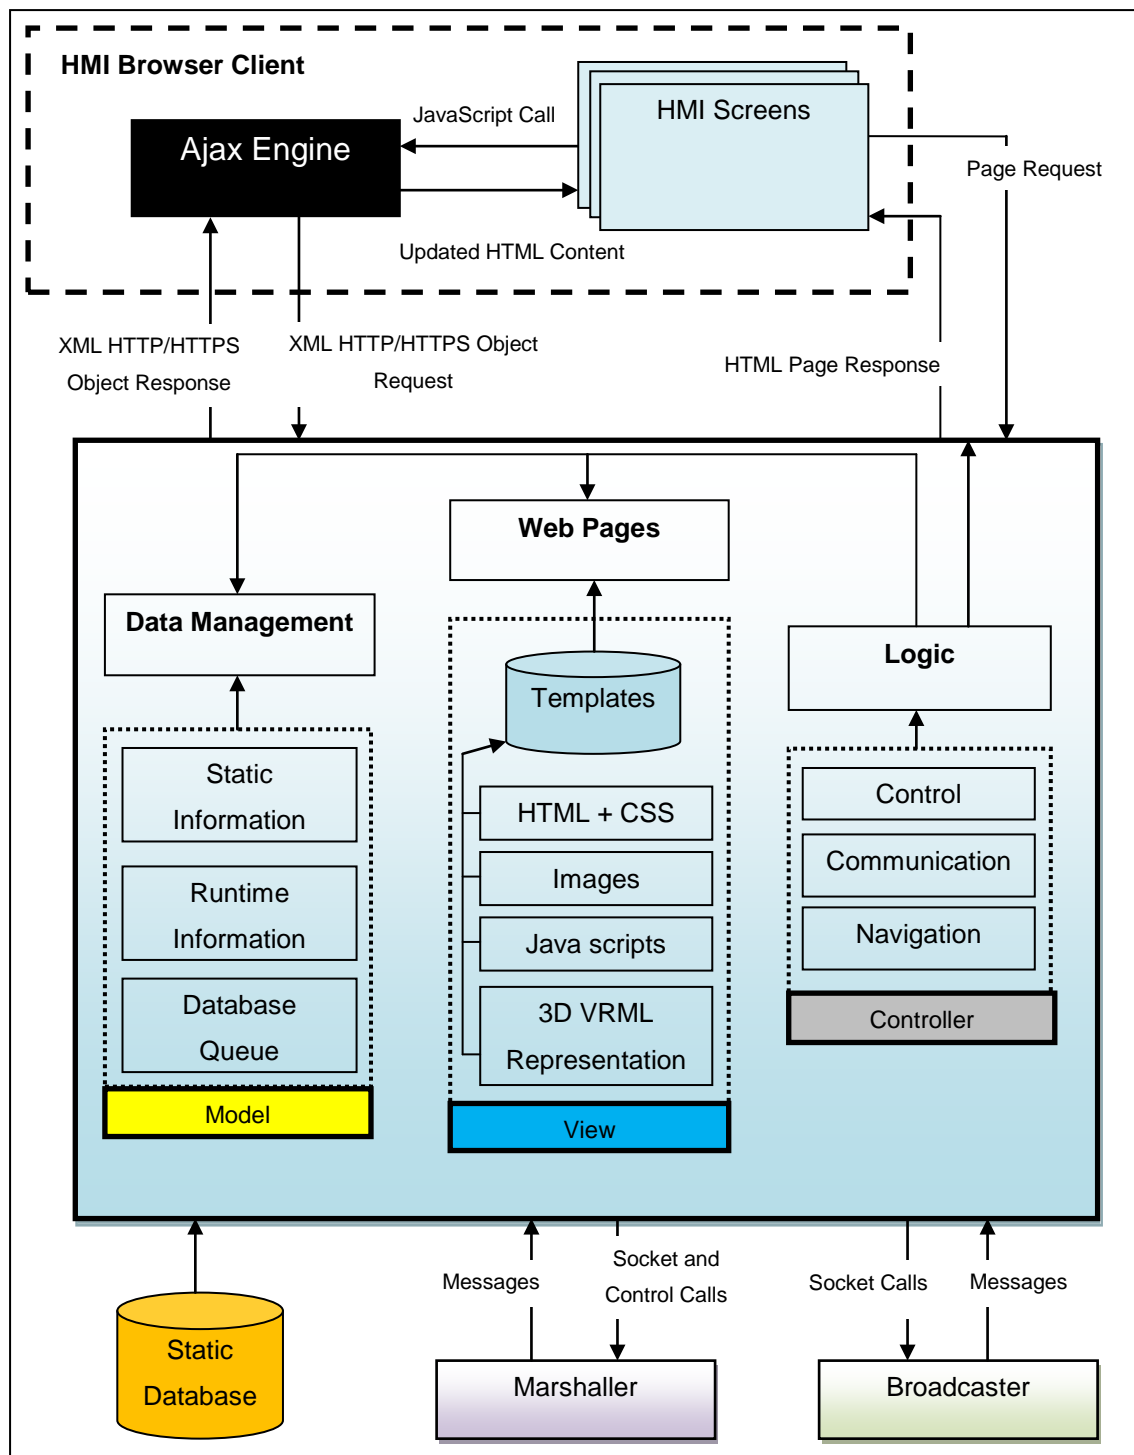 HMI Browser Client
HMI Screens
JavaScript Call
Ajax Engine
Page Request
Updated HTML Content
XML HTTP/HTTPS
Object Response
XML HTTP/HTTPS Object
Request
HTML Page Response
Web Pages
Data Management
Logic
Templates
Static
Information
Runtime
Information
Database
Queue
Model
HTML + CSS
Images
Java scripts
3D VRML
Representation
View
Control
Communication
Navigation
Controller
Messages
Socket and
Control Calls
Socket Calls
Messages
Static
Database
Marshaller
Broadcaster